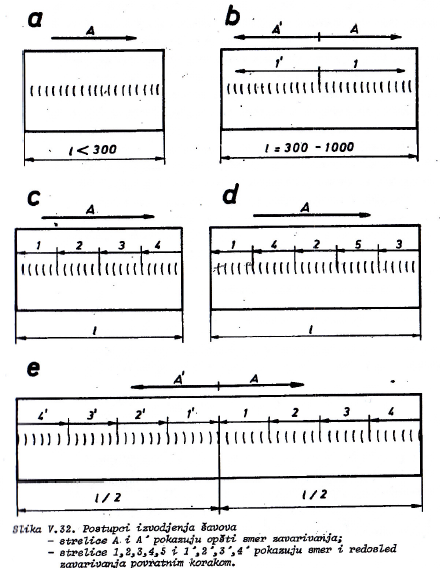 a
b
A
A' A
1' 1
l < 300
l = 300 - 1000
c
d
A
A
1 2 3 4
1 4 2 5 3
l
l
e
A' A
4' 3' 2' 1' 1 2 3 4
l/2
l/2
Slika V.32. Postupci izvodjenja šavova
- strelice A i A' pokazuju opšti smer zavarivanja;
- strelice 1,2,3,4,5 i 1',2',3',4' pokazuju smer i redosled
zavarivanja povratnim korakom.